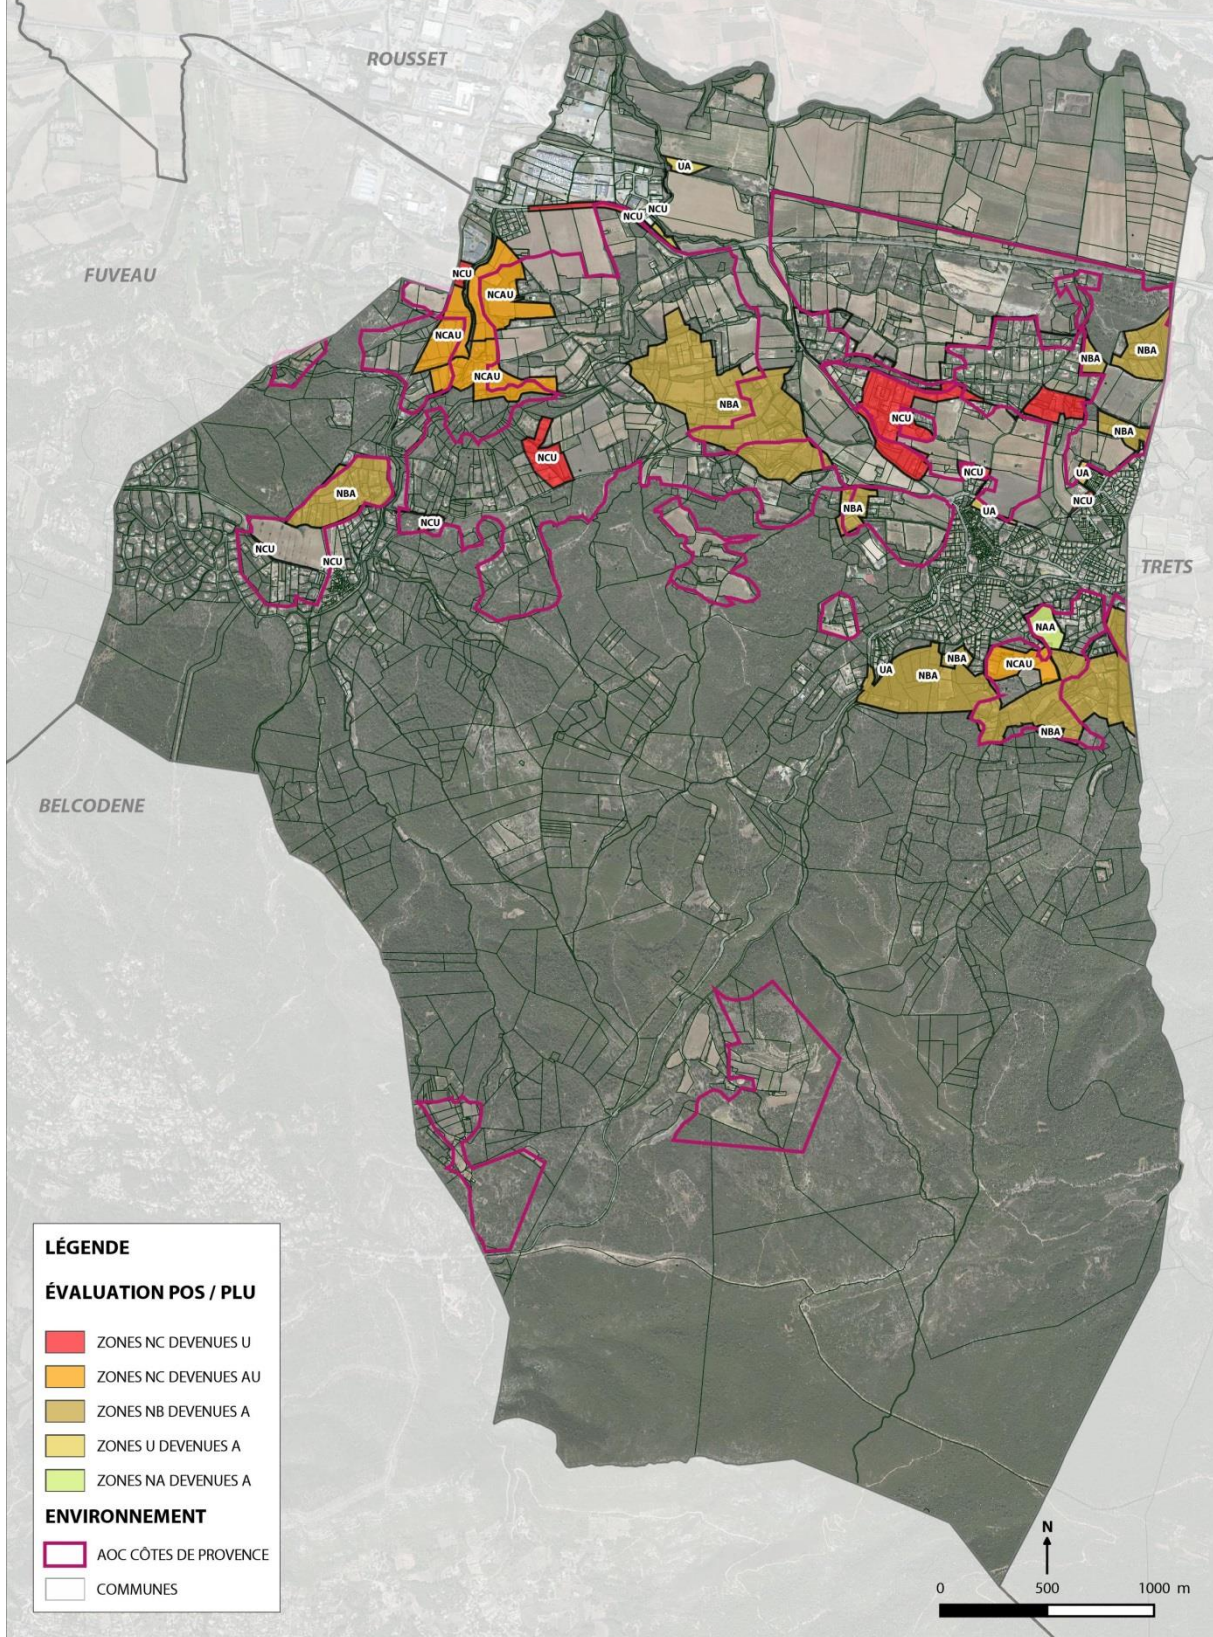 ROUSSET
UA
NCU
NCU
FUVEAU
NCU
NCAU
NCAU
NBA
NBA
NCAU
NBA
NCU
NBA
NCU
NCU
NBA
UA
NCU
NBA
NCU
UA
NCU
NCU
NCU
TRETS
NAA
NBA
NCAU
UA
NBA
NBA
BELCODENE
LÉGENDE
ÉVALUATION POS / PLU
ZONES NC DEVENUES U
ZONES NC DEVENUES AU
ZONES NB DEVENUES A
ZONES U DEVENUES A
ZONES NA DEVENUES A
ENVIRONNEMENT
AOC CÔTES DE PROVENCE
COMMUNES
N
0 500 1000 m